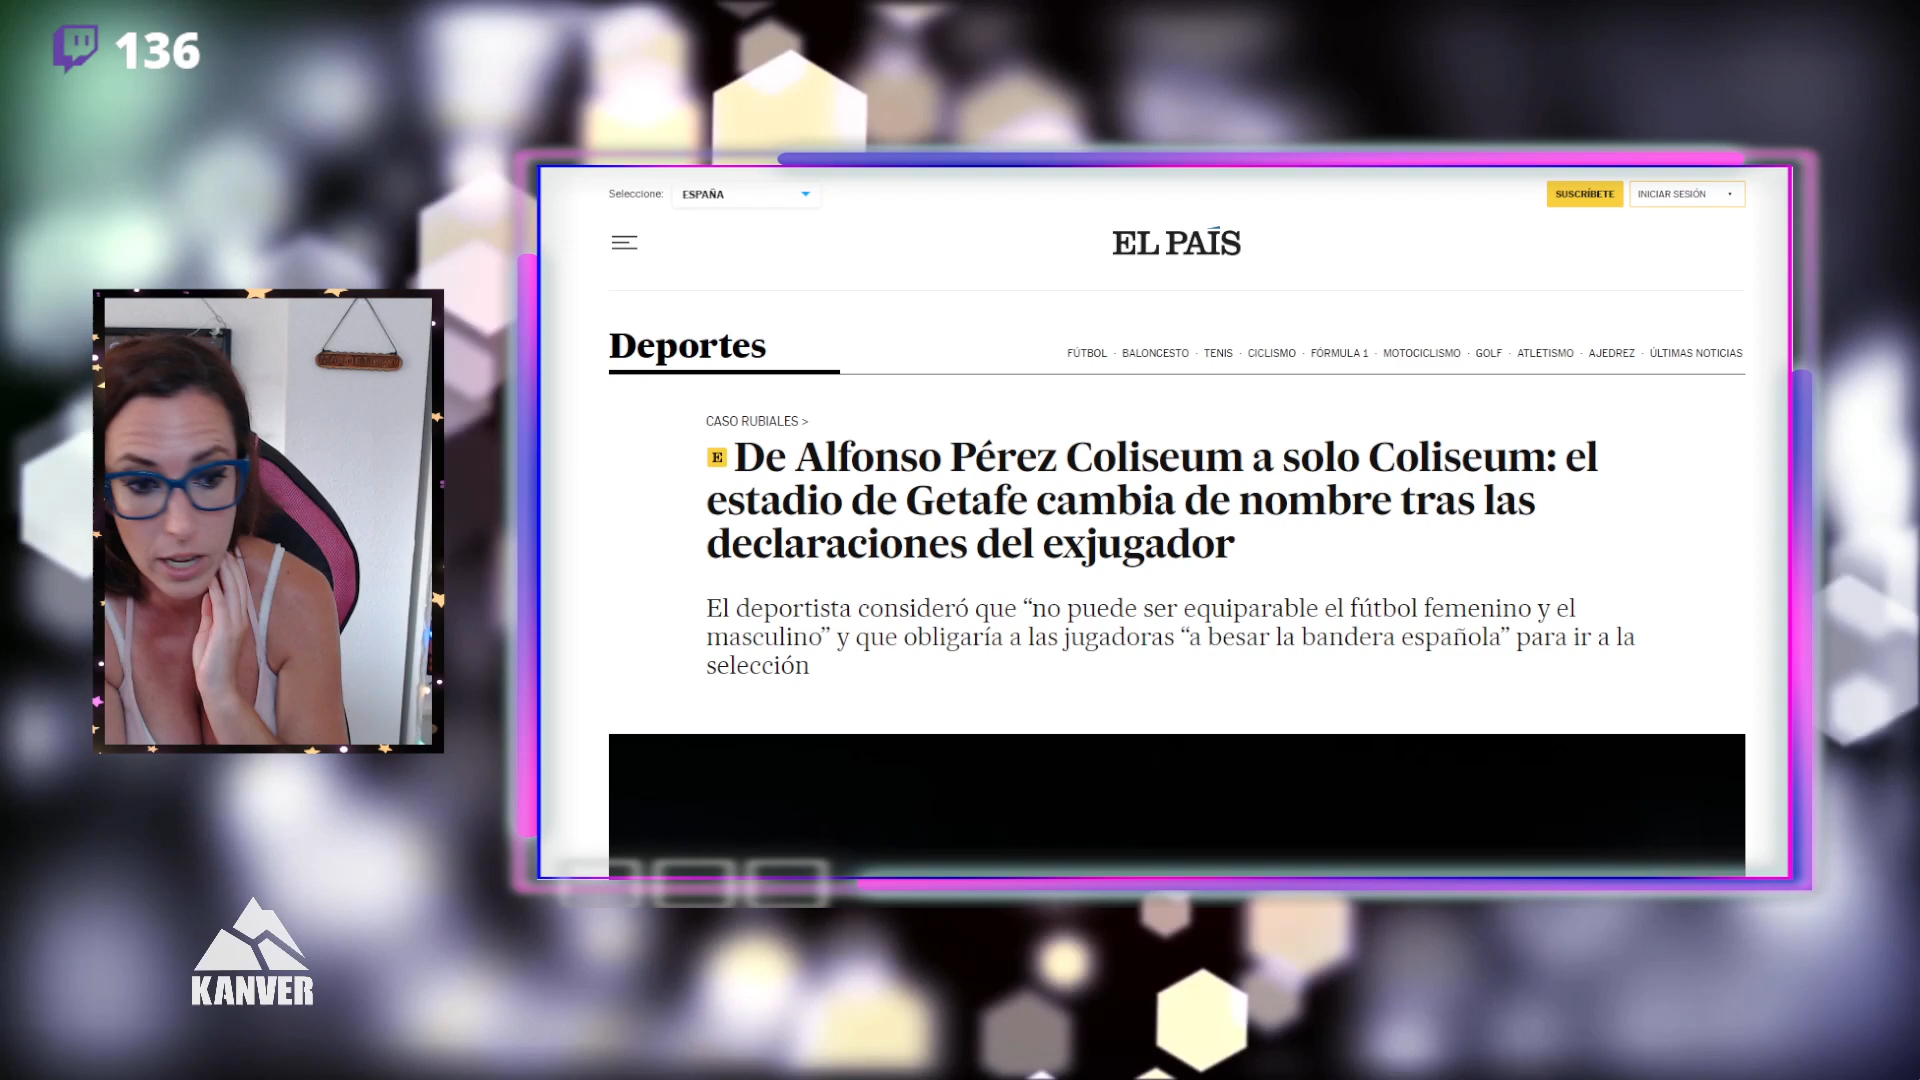 136
Seleccione: ESPAÑA
SUSCRÍBETE
INICIAR SESIÓN
EL PAÍS
Deportes
FÚTBOL · BALONCESTO · TENIS · CICLISMO · FÓRMULA 1 · MOTOCICLISMO · GOLF · ATLETISMO · AJEDREZ · ÚLTIMAS NOTICIAS
CASO RUBIALES >
E De Alfonso Pérez Coliseum a solo Coliseum: el
estadio de Getafe cambia de nombre tras las
declaraciones del exjugador
El deportista consideró que “no puede ser equiparable el fútbol femenino y el
masculino” y que obligaría a las jugadoras “a besar la bandera española” para ir a la
selección
KANVER